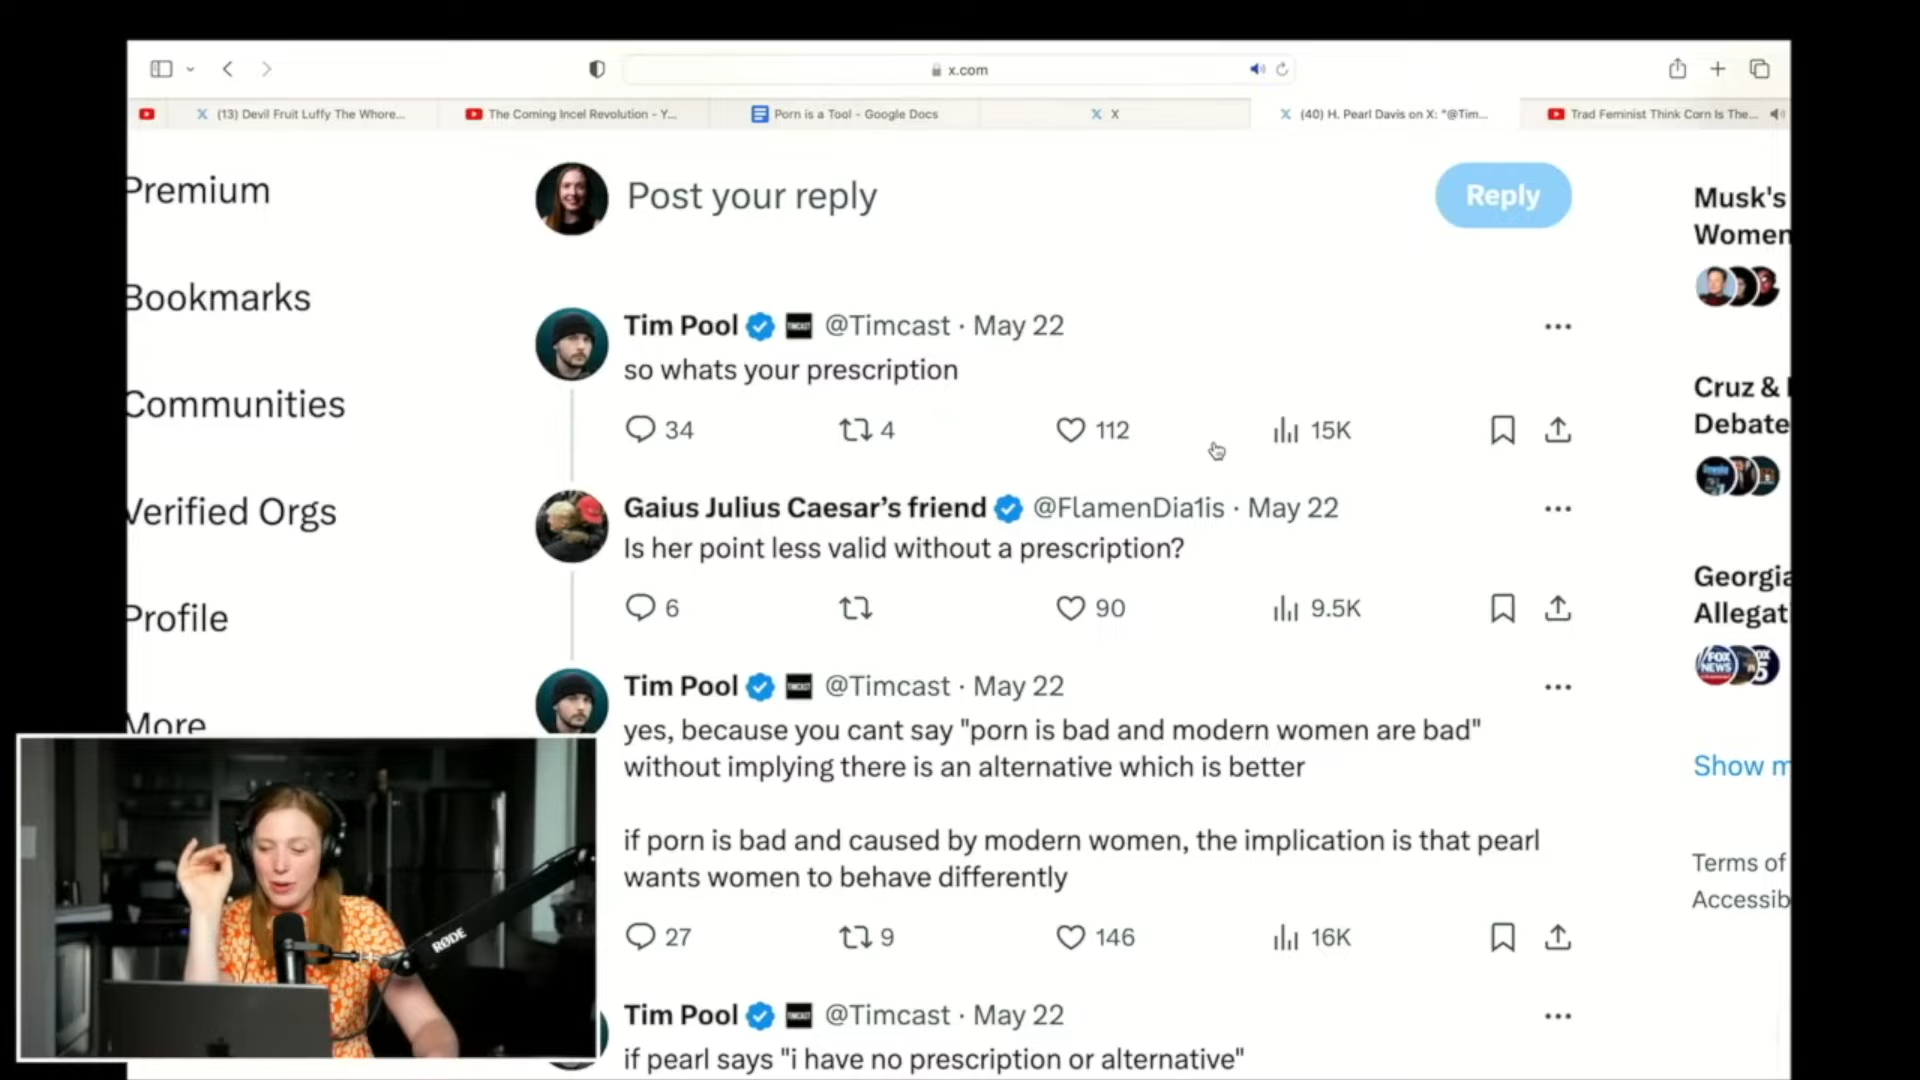 x.com
(13) Devil Fruit Luffy The Whore...
The Coming Incel Revolution - Y...
Porn is a Tool - Google Docs
X
(40) H. Pearl Davis on X: "@Tim...
Trad Feminist Think Corn Is The...
Premium
Bookmarks
Communities
Verified Orgs
Profile
More
Post your reply
Reply
Tim Pool @Timcast · May 22
so whats your prescription
34 4 112 15K
Gaius Julius Caesar’s friend @FlamenDia1is · May 22
Is her point less valid without a prescription?
6 90 9.5K
Tim Pool @Timcast · May 22
yes, because you cant say "porn is bad and modern women are bad"
without implying there is an alternative which is better
if porn is bad and caused by modern women, the implication is that pearl
wants women to behave differently
27 9 146 16K
Tim Pool @Timcast · May 22
if pearl says "i have no prescription or alternative"
Musk's
Women
Cruz &
Debate
Georgia
Allegat
FOX
NEWS
Show m
Terms of
Accessib
RØDE